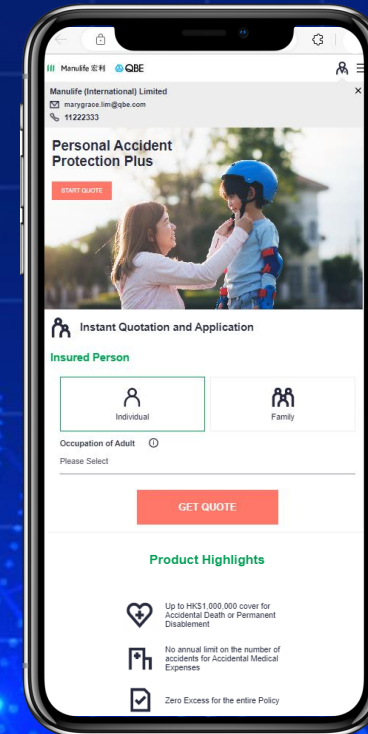 Manulife 宏利 QBE
Manulife (International) Limited
marygrace.lim@qbe.com
11222333
Personal Accident
Protection Plus
START QUOTE
Instant Quotation and Application
Insured Person
Individual
Family
Occupation of Adult
Please Select
GET QUOTE
Product Highlights
Up to HK$1,000,000 cover for
Accidental Death or Permanent
Disablement
No annual limit on the number of
accidents for Accidental Medical
Expenses
Zero Excess for the entire Policy